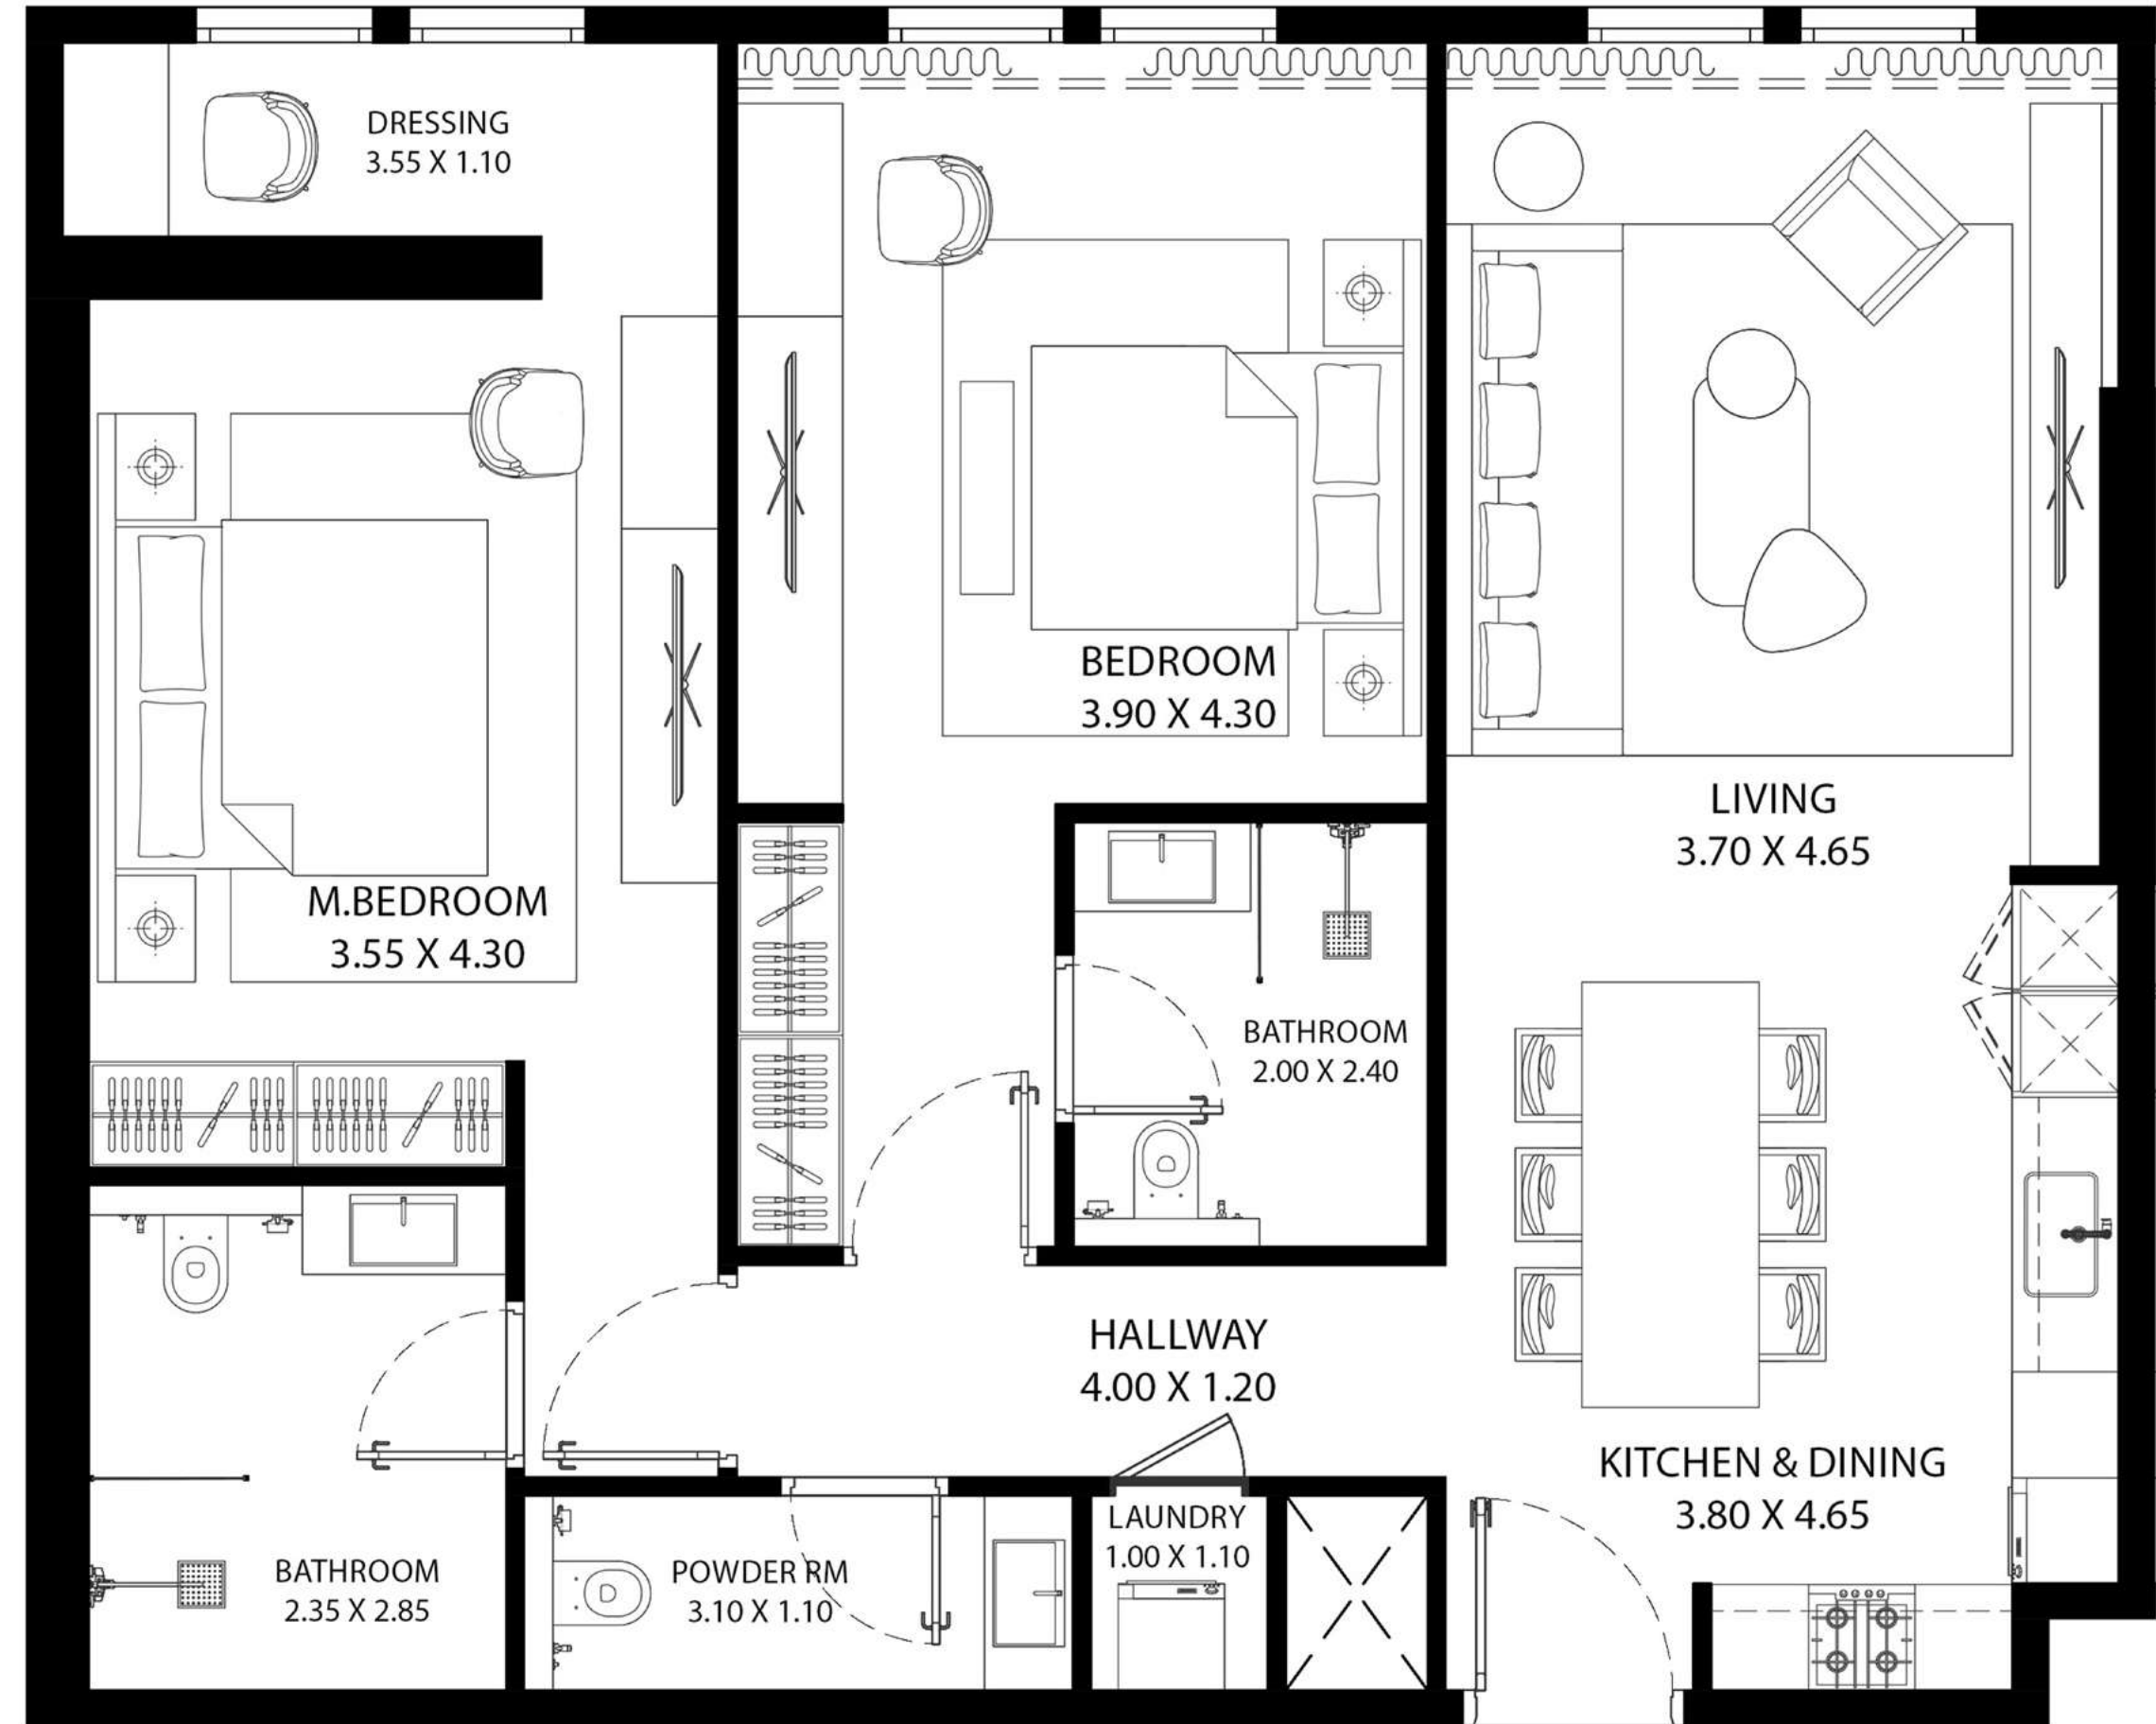 DRESSING
3.55 X 1.10
BEDROOM
3.90 X 4.30
LIVING
3.70 X 4.65
M.BEDROOM
3.55 X 4.30
BATHROOM
2.00 X 2.40
HALLWAY
4.00 X 1.20
KITCHEN & DINING
3.80 X 4.65
LAUNDRY
1.00 X 1.10
BATHROOM
2.35 X 2.85
POWDER RM
3.10 X 1.10